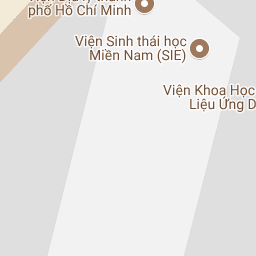 phố Hồ Chí Minh
Viện Sinh thái học
Miền Nam (SIE)
Viện Khoa Học
Liệu Ứng